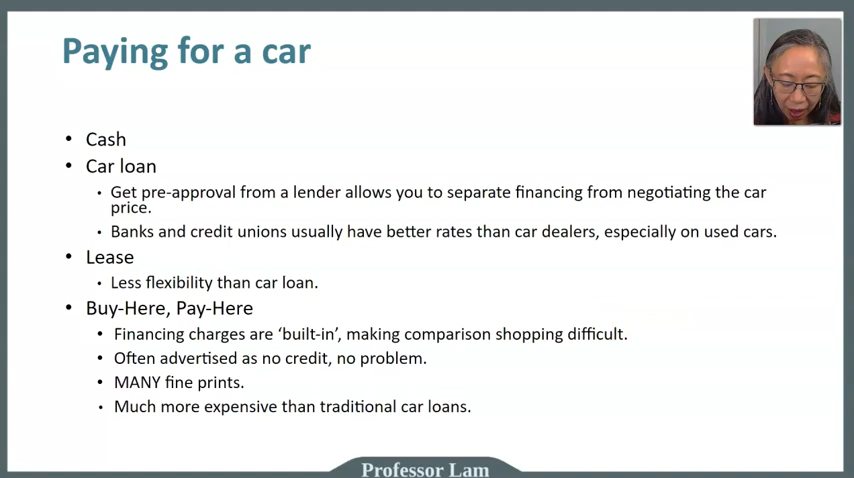 Paying for a car
• Cash
• Car loan
• Get pre-approval from a lender allows you to separate financing from negotiating the car
price.
• Banks and credit unions usually have better rates than car dealers, especially on used cars.
• Lease
• Less flexibility than car loan.
• Buy-Here, Pay-Here
• Financing charges are ‘built-in’, making comparison shopping difficult.
• Often advertised as no credit, no problem.
• MANY fine prints.
• Much more expensive than traditional car loans.
Professor Lam